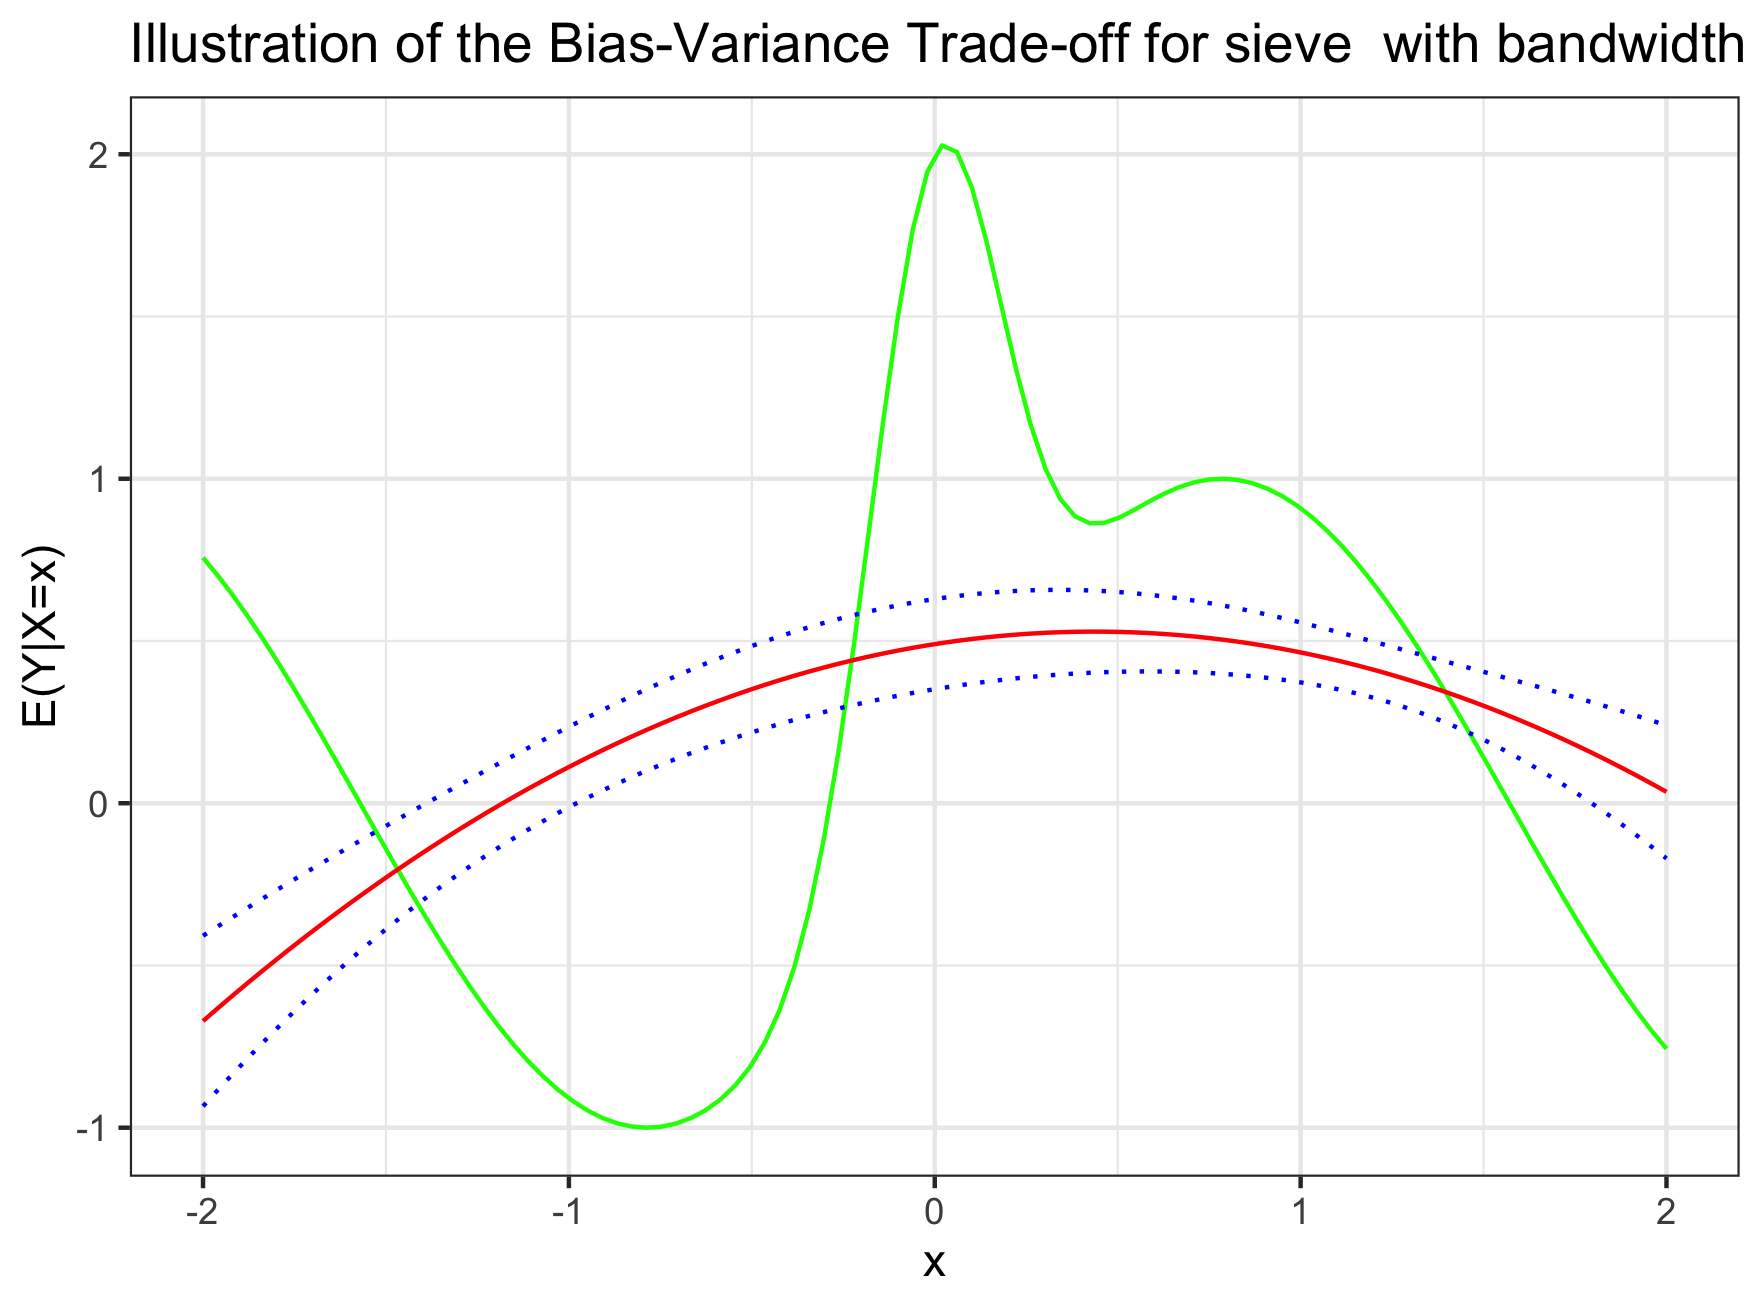 Illustration of the Bias-Variance Trade-off for sieve  with bandwidth
E(Y|X=x)
2
1
0
-1
-2 -1 0 1 2
x